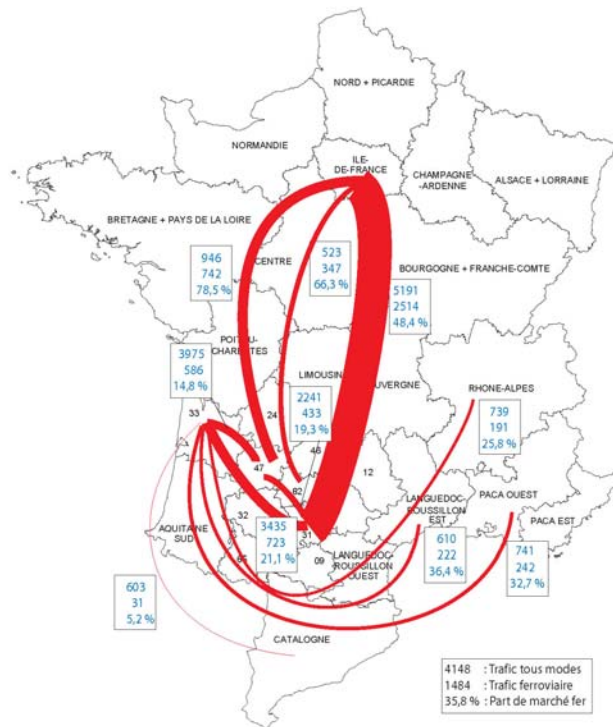 NORD + PICARDIE
NORMANDIE
ILE-
DE-FRANCE
CHAMPAGNE
-ARDENNE
ALSACE + LORRAINE
BRETAGNE + PAYS DE LA LOIRE
946
742
78,5 %
CENTRE
523
347
66,3 %
BOURGOGNE + FRANCHE-COMTE
5191
2514
48,4 %
POITOU-
CHARENTES
3975
586
14,8 %
LIMOUSIN
2241
433
19,3 %
AUVERGNE
RHONE-ALPES
739
191
25,8 %
33
24
46
47
82
12
32
31
09
65
3435
723
21,1 %
LANGUEDOC-
ROUSSILLON
EST
610
222
36,4 %
PACA OUEST
PACA EST
741
242
32,7 %
AQUITAINE
SUD
LANGUEDOC-
ROUSSILLON
OUEST
603
31
5,2 %
CATALOGNE
4148 : Trafic tous modes
1484 : Trafic ferroviaire
35,8 % : Part de marché fer